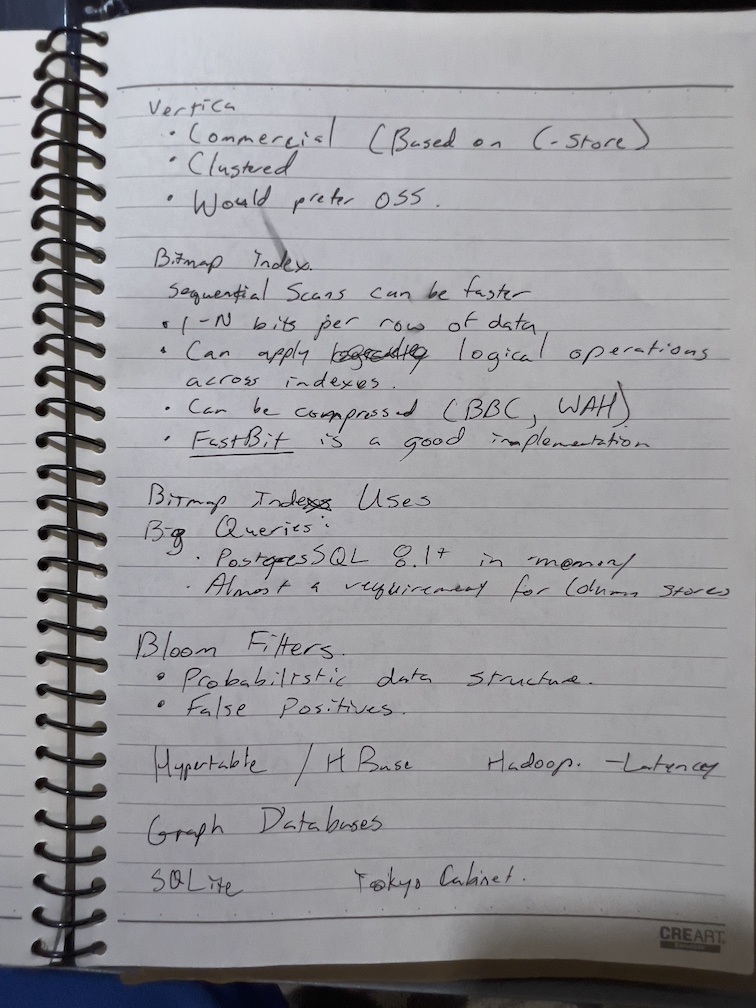 Vertica
• Commercial (Based on C-Store)
• Clustered
• Would prefer OSS.
Bitmap Index.
Sequential Scans can be faster
• 1-N bits per row of data
• Can apply logical operations
across indexes.
• Can be compressed (BBC, WAH)
• FastBit is a good implementation
Bitmap Index Uses
Big Queries:
• PostgresSQL 8.1+ in-memory
• Almost a requirement for Column stores
Bloom Filters.
• Probabilistic data structure.
• False Positives.
Hypertable / HBase Hadoop. -Latency
Graph Databases
SQLite Tokyo Cabinet.
CREART